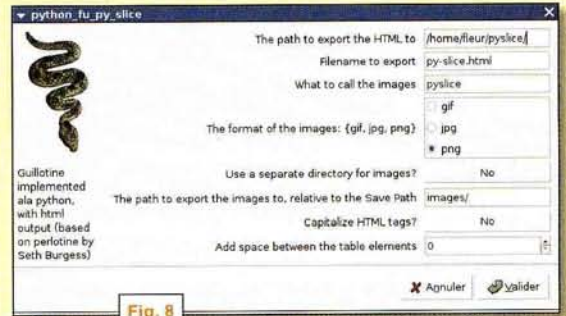 python_fu_py_slice
The path to export the HTML to /home/fleur/pyslice/
Filename to export py-slice.html
What to call the images pyslice
The format of the images: {gif, jpg, png}
gif
jpg
png
Use a separate directory for images? No
The path to export the images to, relative to the Save Path images/
Capitalize HTML tags? No
Add space between the table elements 0
Guillotine
implemented
ala python,
with html
output (based
on perlotine by
Seth Burgess)
Annuler Valider
Fig. 8